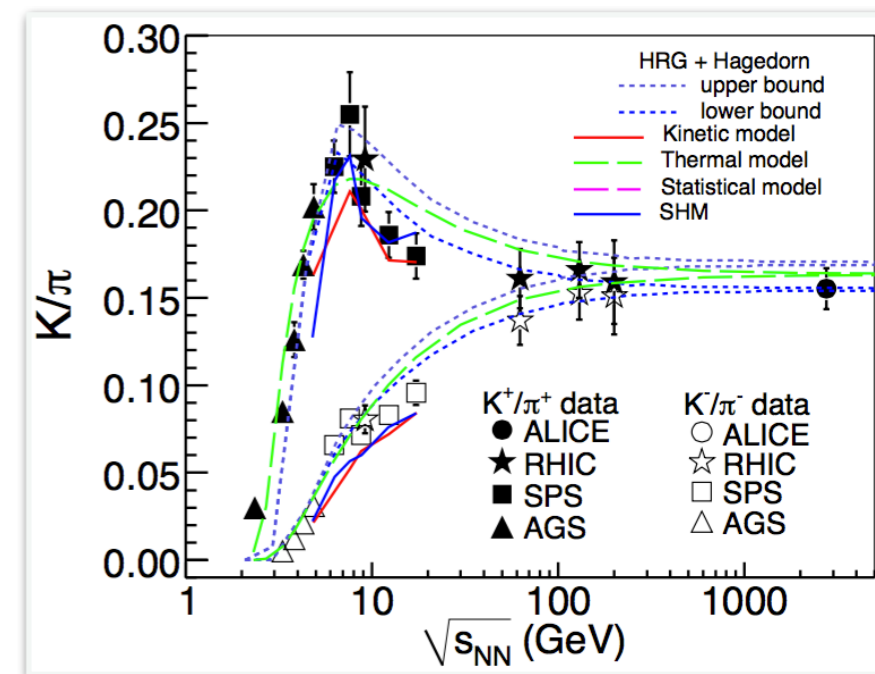 0.30
0.25
0.20
0.15
0.10
0.05
0.00
K/π
HRG + Hagedorn
upper bound
lower bound
Kinetic model
Thermal model
Statistical model
SHM
K⁺/π⁺ data
ALICE
RHIC
SPS
AGS
K⁻/π⁻ data
ALICE
RHIC
SPS
AGS
1 10 100 1000
√sNN (GeV)